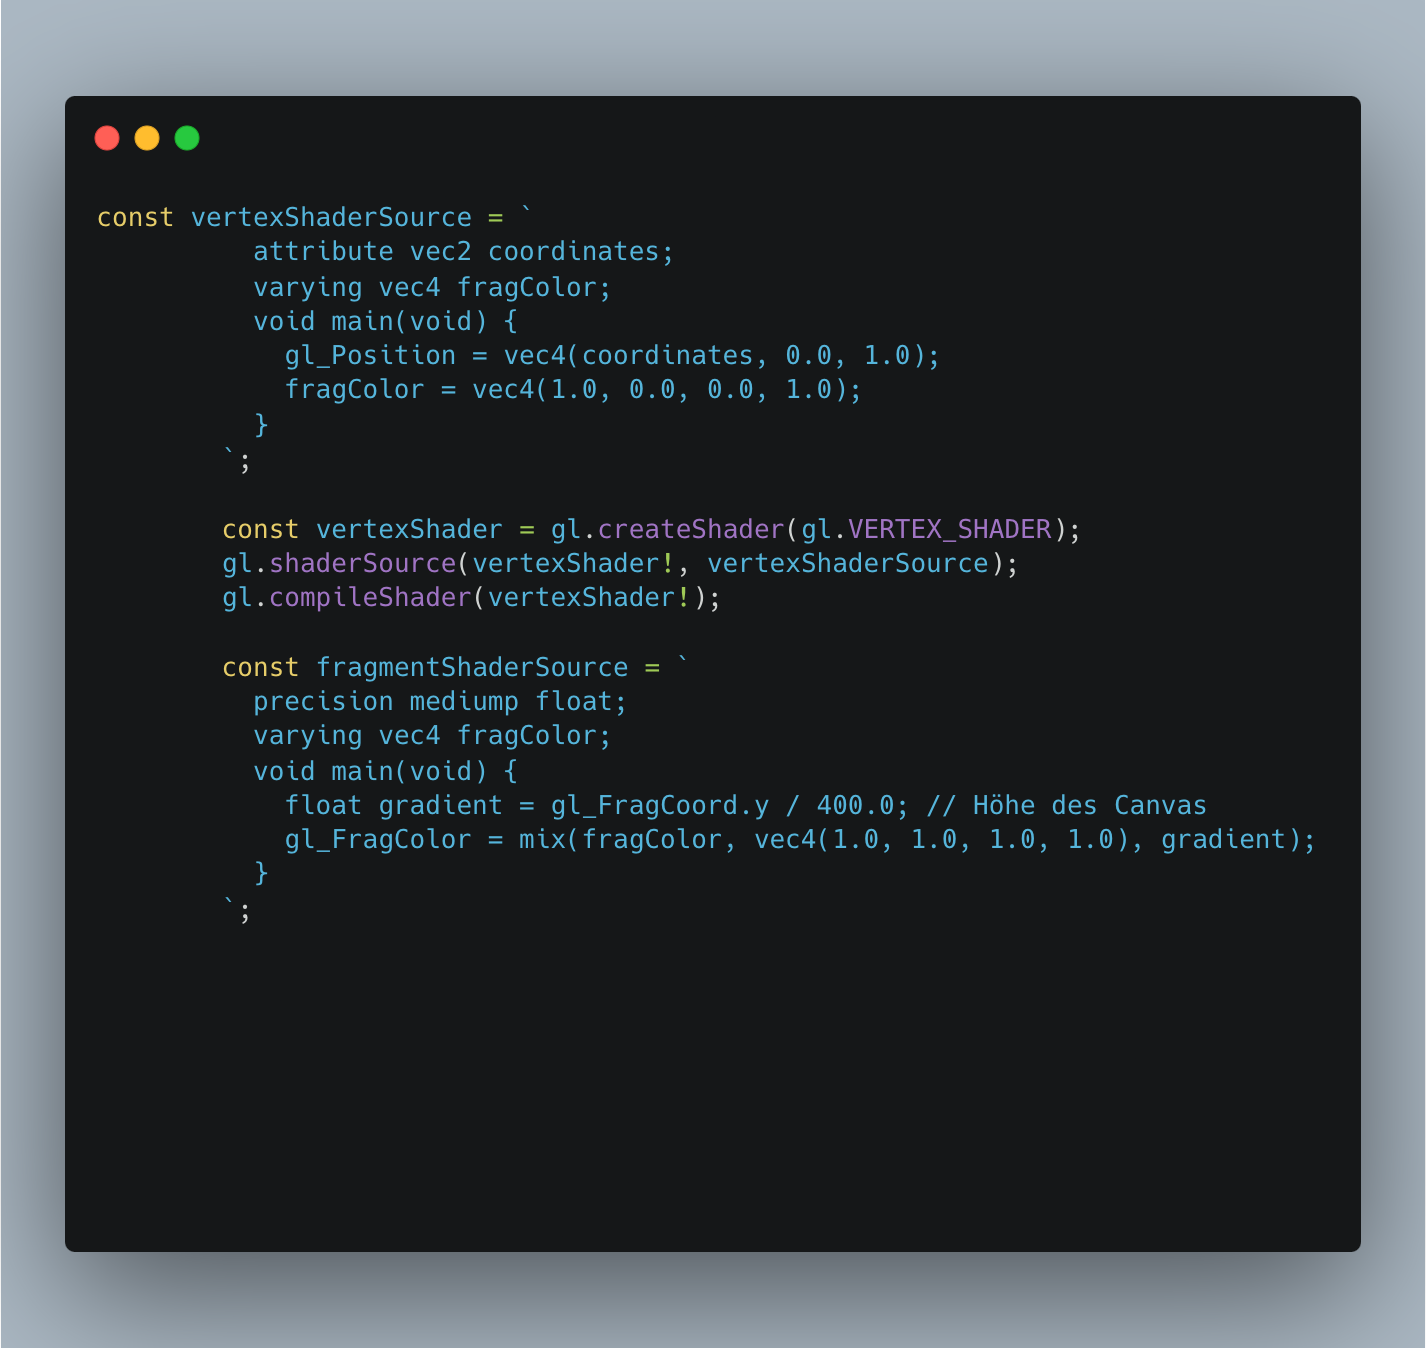 const vertexShaderSource = `
          attribute vec2 coordinates;
          varying vec4 fragColor;
          void main(void) {
            gl_Position = vec4(coordinates, 0.0, 1.0);
            fragColor = vec4(1.0, 0.0, 0.0, 1.0);
          }
        `;

        const vertexShader = gl.createShader(gl.VERTEX_SHADER);
        gl.shaderSource(vertexShader!, vertexShaderSource);
        gl.compileShader(vertexShader!);

        const fragmentShaderSource = `
          precision mediump float;
          varying vec4 fragColor;
          void main(void) {
            float gradient = gl_FragCoord.y / 400.0; // Höhe des Canvas
            gl_FragColor = mix(fragColor, vec4(1.0, 1.0, 1.0, 1.0), gradient);
          }
        `;